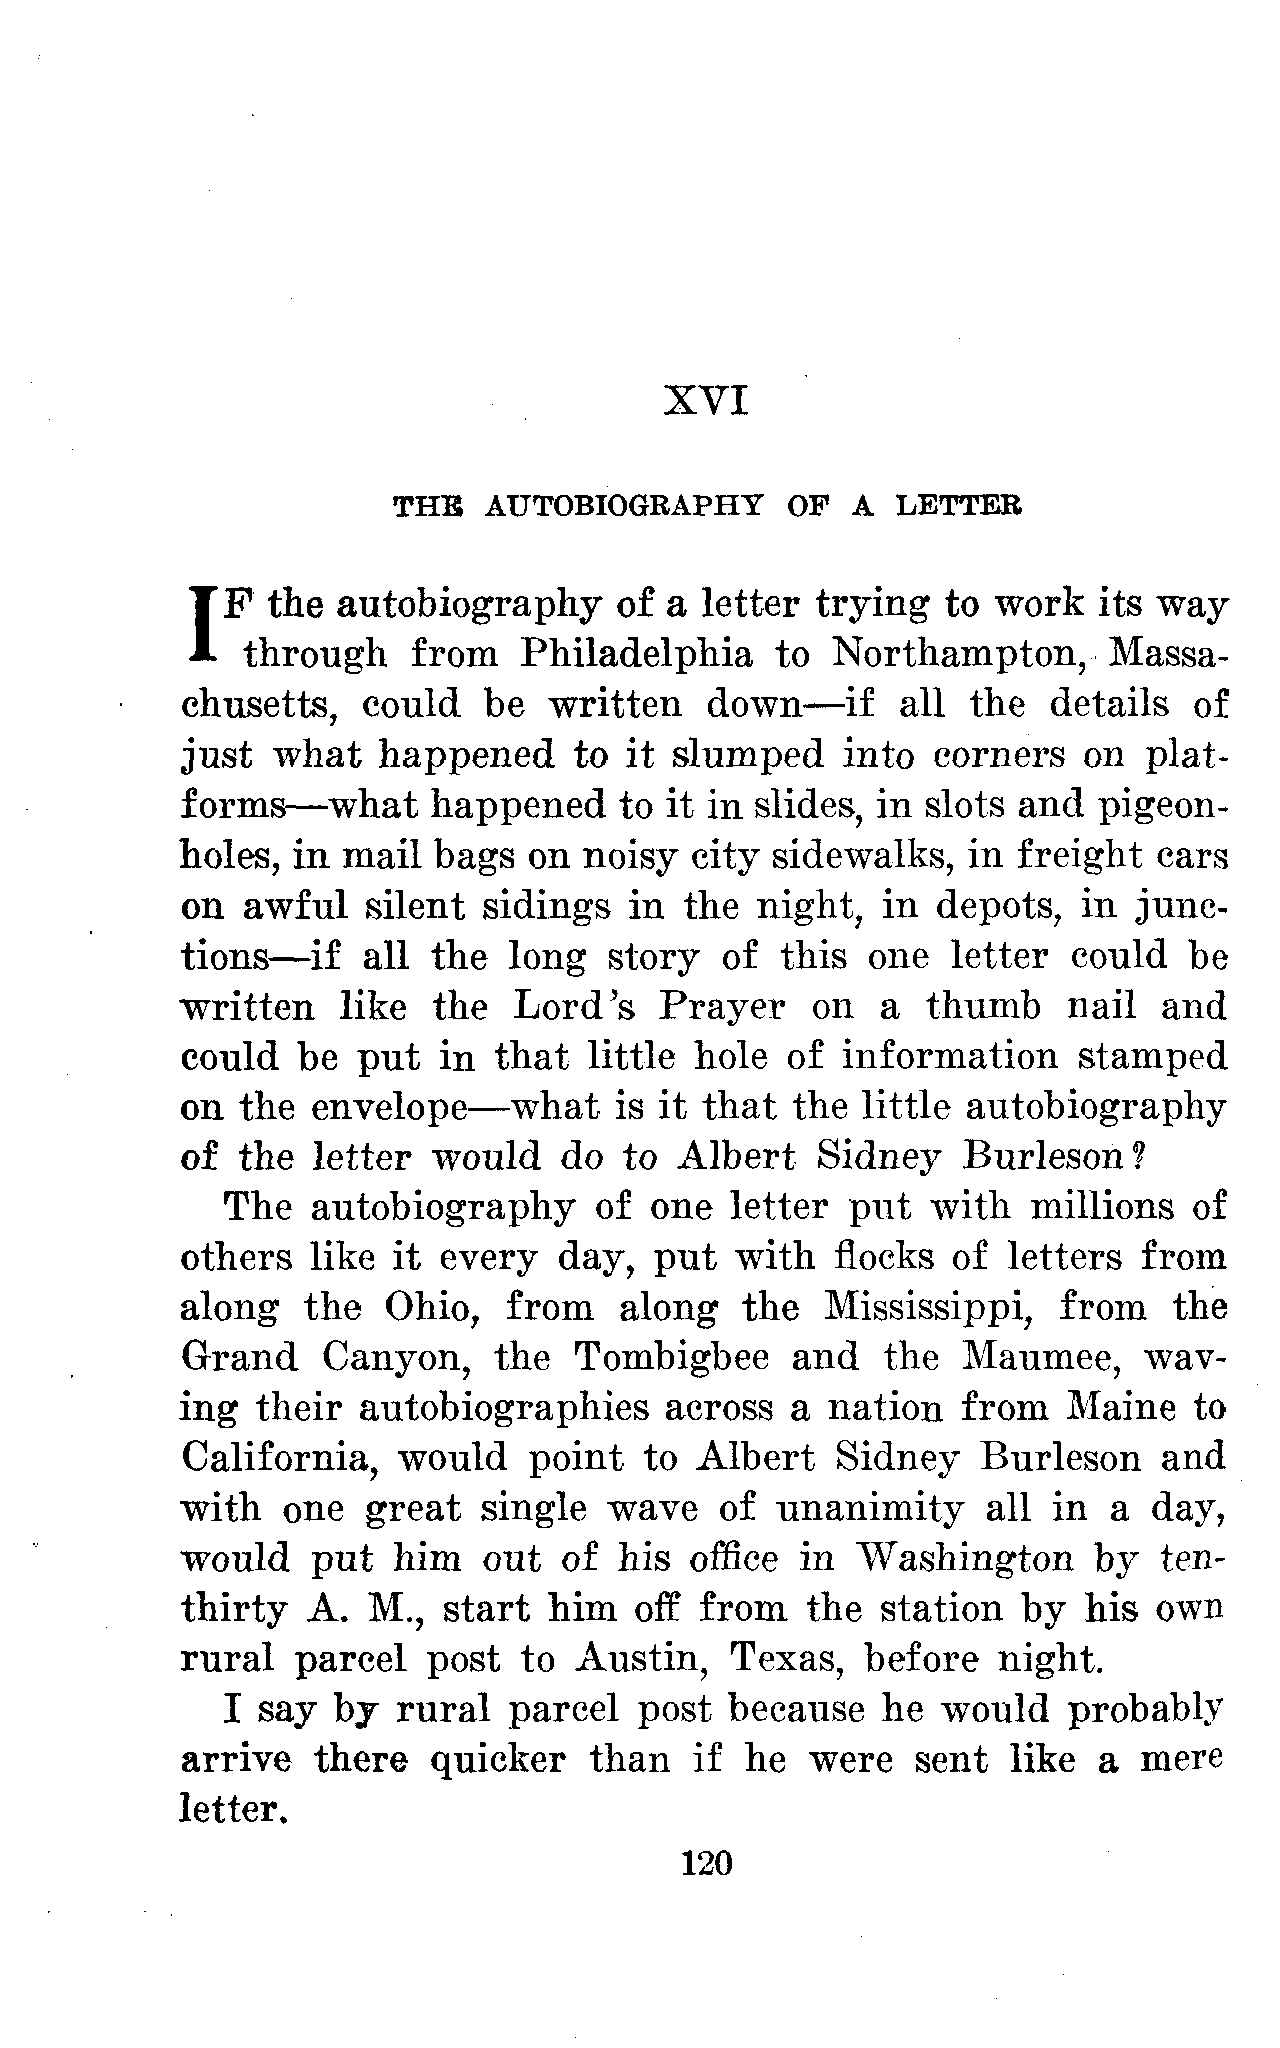 XVI
THE AUTOBIOGRAPHY OF A LETTER
IF the autobiography of a letter trying to work its way
through from Philadelphia to Northampton, Massa-
chusetts, could be written down—if all the details of
just what happened to it slumped into corners on plat-
forms—what happened to it in slides, in slots and pigeon-
holes, in mail bags on noisy city sidewalks, in freight cars
on awful silent sidings in the night, in depots, in junc-
tions—if all the long story of this one letter could be
written like the Lord's Prayer on a thumb nail and
could be put in that little hole of information stamped
on the envelope—what is it that the little autobiography
of the letter would do to Albert Sidney Burleson?
The autobiography of one letter put with millions of
others like it every day, put with flocks of letters from
along the Ohio, from along the Mississippi, from the
Grand Canyon, the Tombigbee and the Maumee, wav-
ing their autobiographies across a nation from Maine to
California, would point to Albert Sidney Burleson and
with one great single wave of unanimity all in a day,
would put him out of his office in Washington by ten-
thirty A. M., start him off from the station by his own
rural parcel post to Austin, Texas, before night.
I say by rural parcel post because he would probably
arrive there quicker than if he were sent like a mere
letter.
120